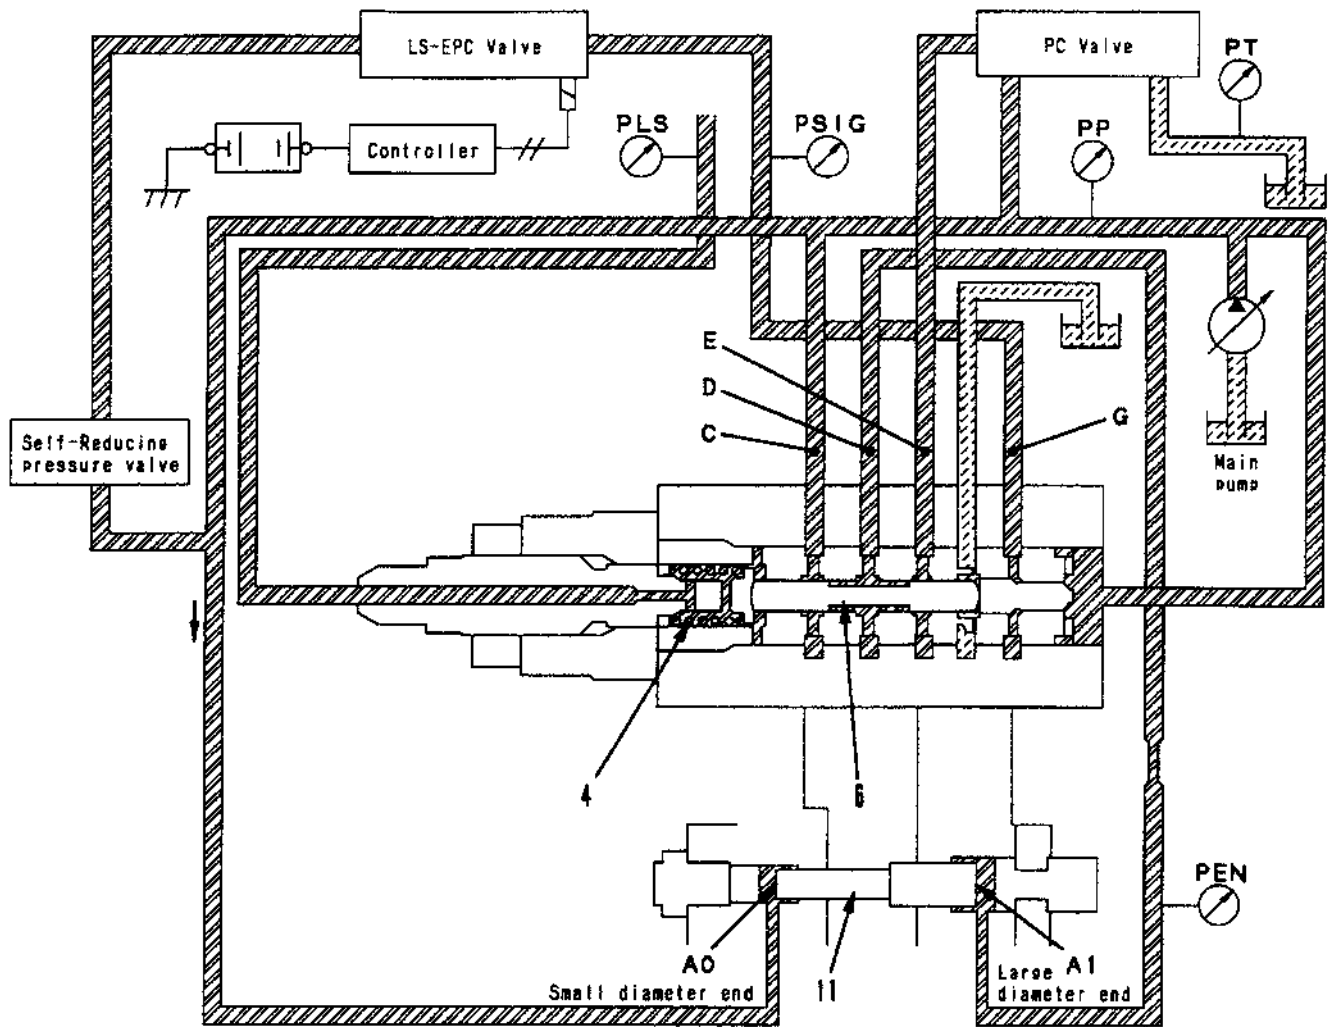 LS-EPC Valve
PC Valve
PT
PLS
PSIG
PP
Controller
E
D
C
G
Self-Reducing
pressure valve
Main
pump
4
6
PEN
A0
11
Large
diameter end
A1
Small diameter end